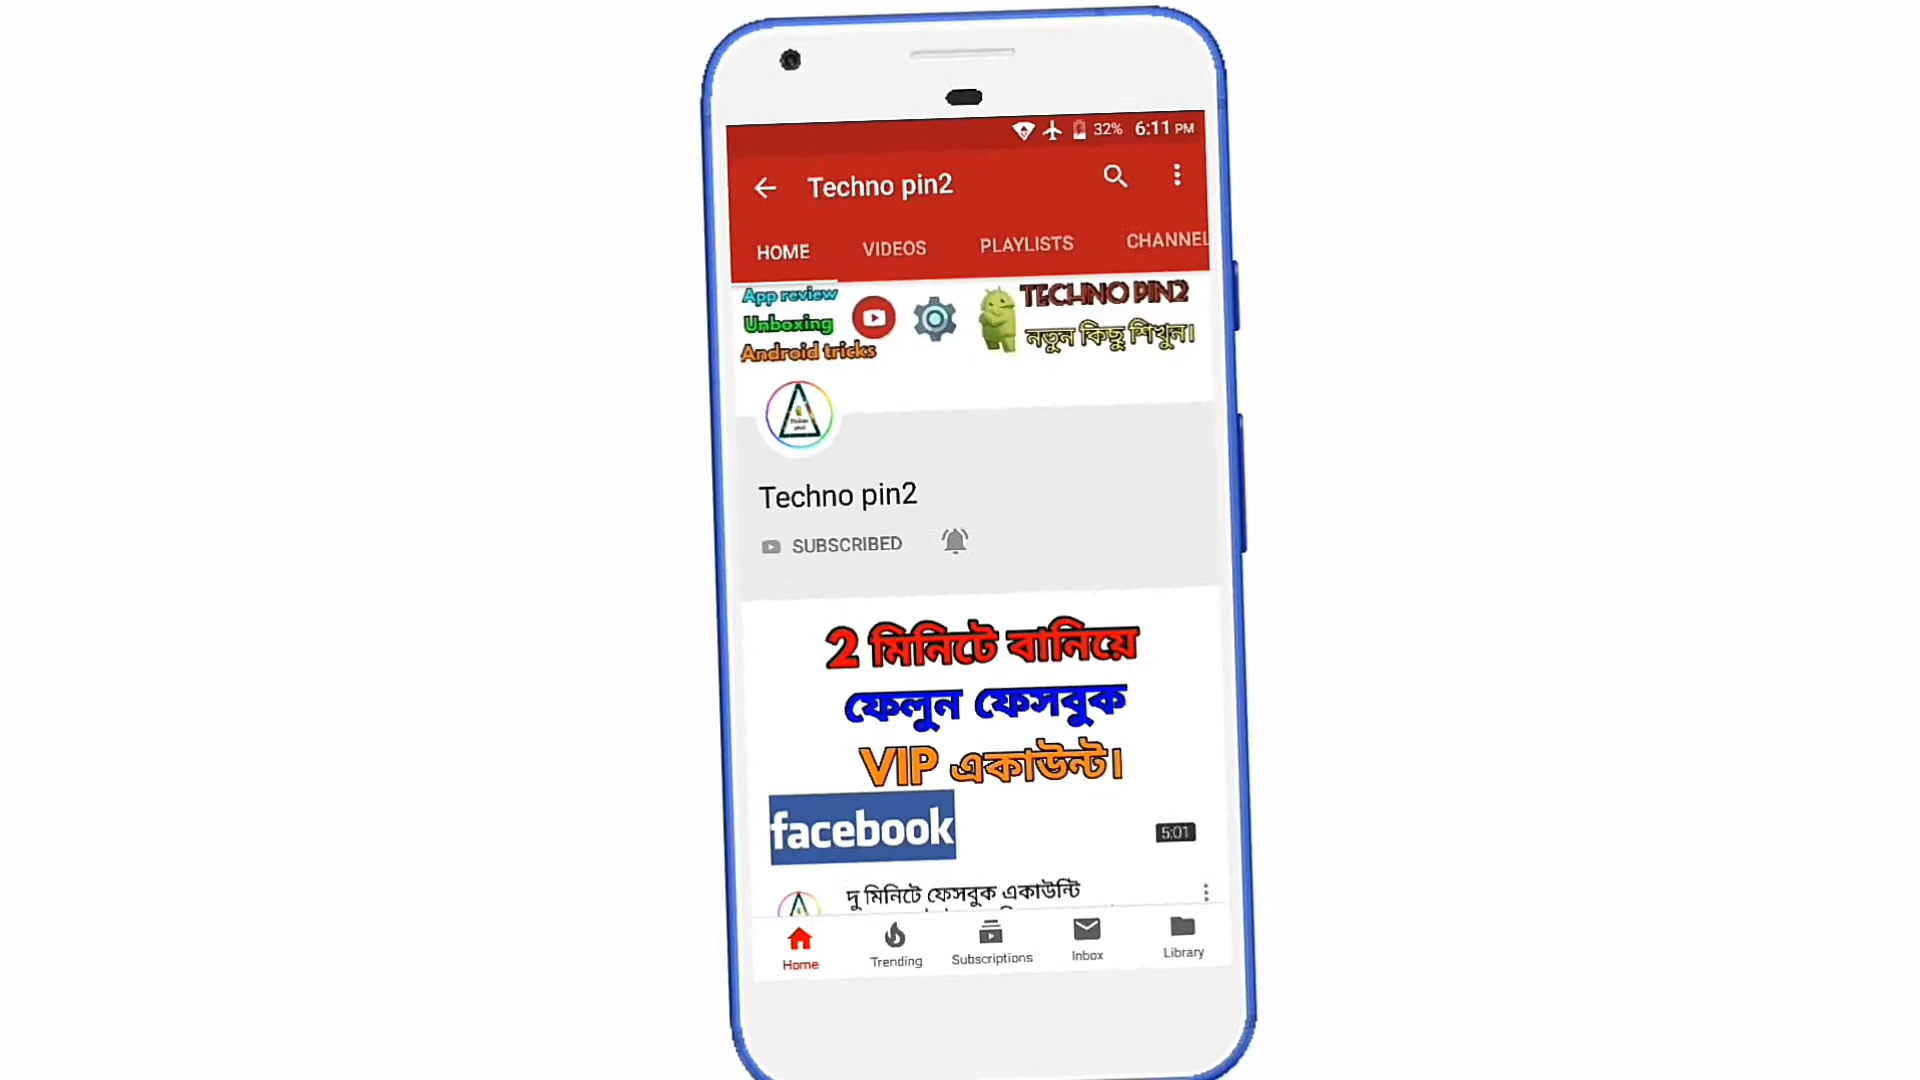 32% 6:11 PM
Techno pin2
HOME VIDEOS PLAYLISTS CHANNEL
App review
Unboxing
Android tricks
TECHNO PIN2
নতুন কিছু শিখুন।
Techno pin2
SUBSCRIBED
2 মিনিটে বানিয়ে
ফেলুন ফেসবুক
VIP একাউন্ট।
facebook
5:01
দু মিনিটে ফেসবুক একাউন্টি
Home Trending Subscriptions Inbox Library